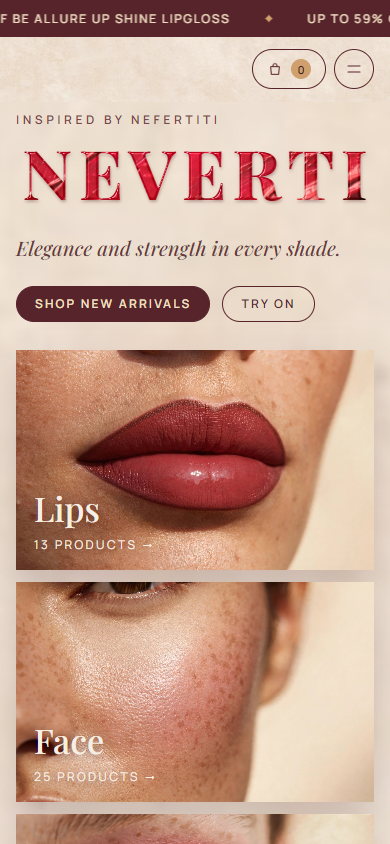 F BE ALLURE UP SHINE LIPGLOSS ✦ UP TO 59%
0
INSPIRED BY NEFERTITI
NEVERTI
Elegance and strength in every shade.
SHOP NEW ARRIVALS
TRY ON
Lips
13 PRODUCTS →
Face
25 PRODUCTS →